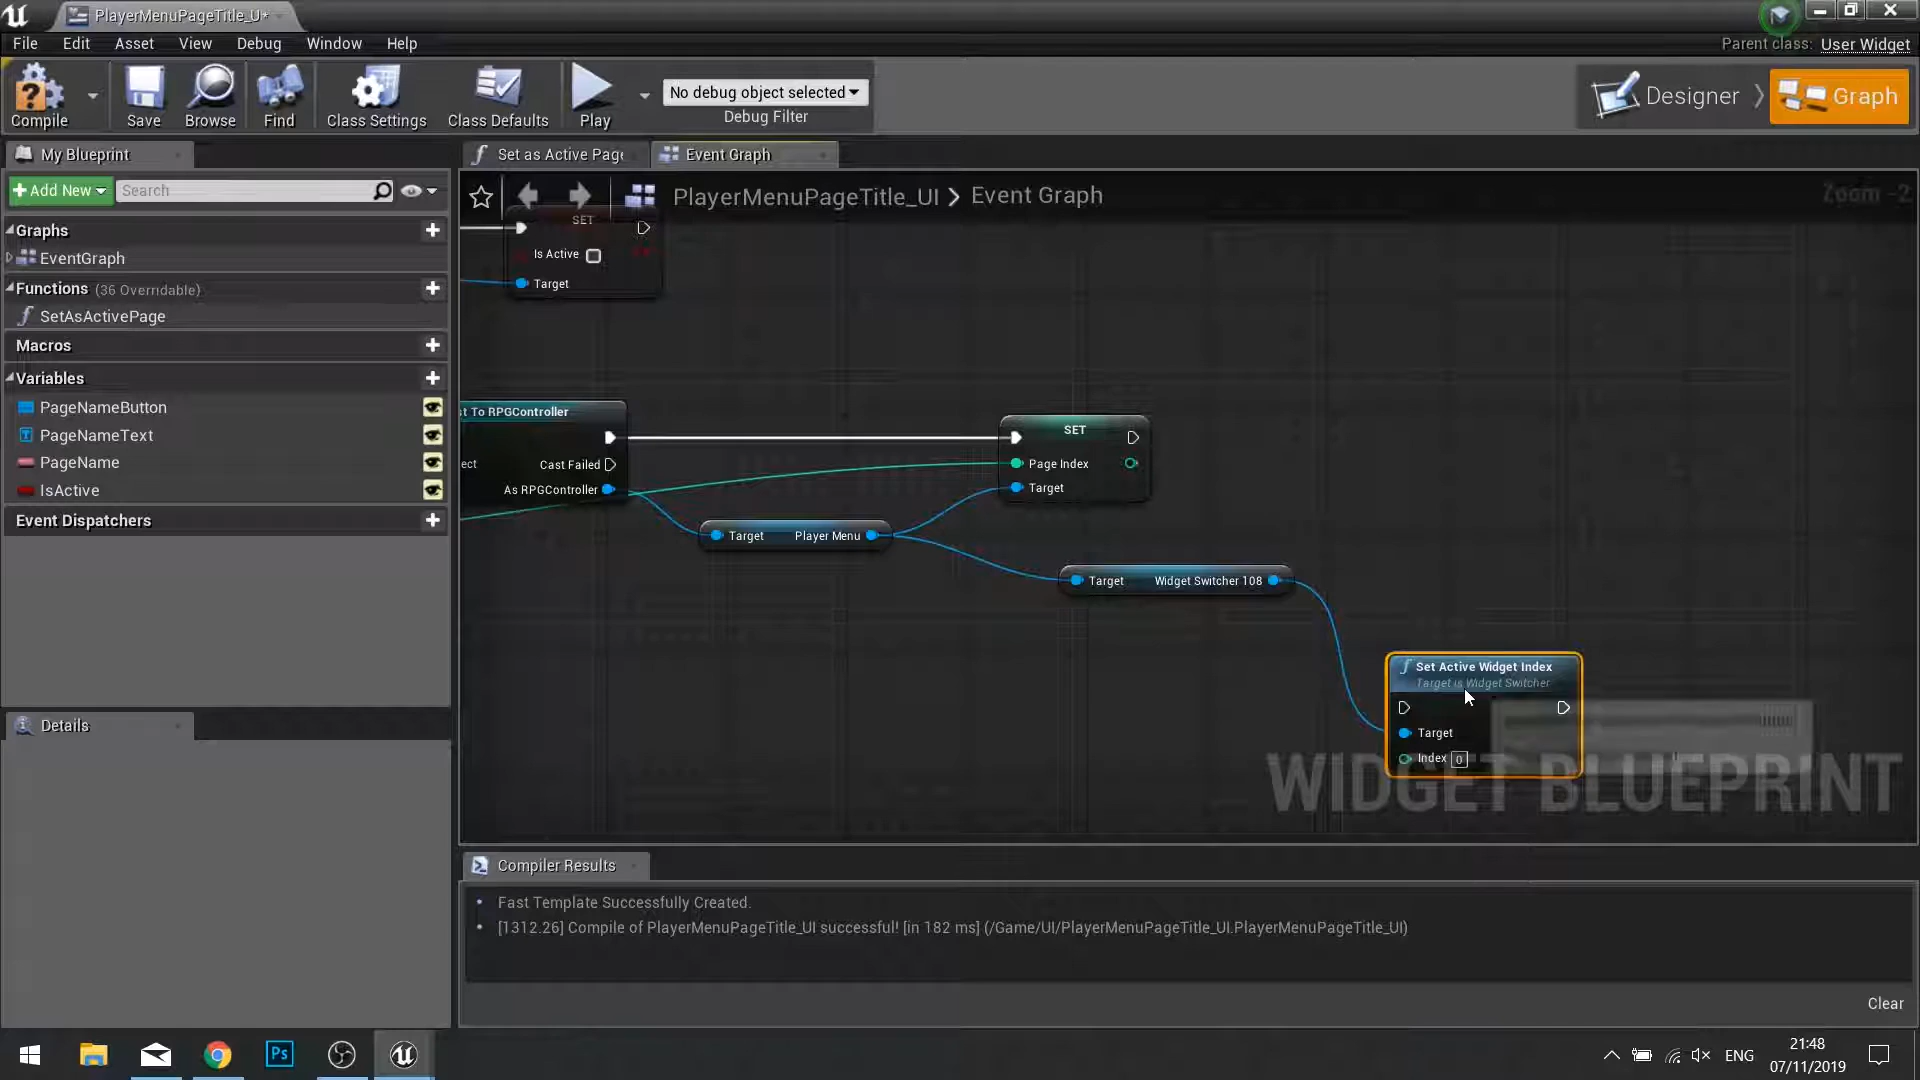 PlayerMenuPageTitle_U*
File Edit Asset View Debug Window Help
Parent class: User Widget
Compile Save Browse Find Class Settings Class Defaults Play
No debug object selected
Debug Filter
Designer Graph
My Blueprint
Add New Search
Graphs
EventGraph
Functions (36 Overridable)
SetAsActivePage
Macros
Variables
PageNameButton
PageNameText
PageName
IsActive
Event Dispatchers
Details
Set as Active Page
Event Graph
PlayerMenuPageTitle_UI > Event Graph
Zoom -2
SET
Is Active
Target
st To RPGController
ect
Cast Failed
As RPGController
SET
Page Index
Target
Target Player Menu
Target Widget Switcher 108
Set Active Widget Index
Target is Widget Switcher
Target
Index 0
WIDGET BLUEPRINT
Compiler Results
Fast Template Successfully Created.
[1312.26] Compile of PlayerMenuPageTitle_UI successful! [in 182 ms] (/Game/UI/PlayerMenuPageTitle_UI.PlayerMenuPageTitle_UI)
Clear
Ps
ENG
21:48
07/11/2019